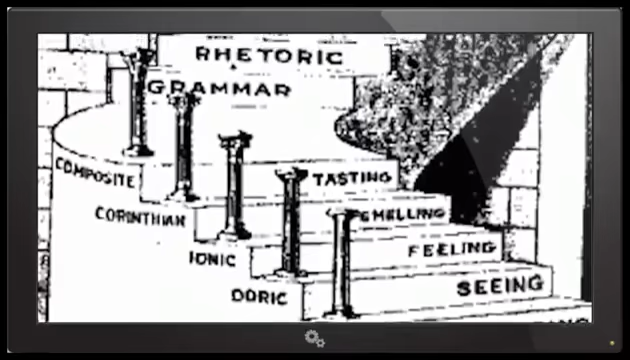 RHETORIC
GRAMMAR
COMPOSITE
TASTING
CORINTHIAN
SMELLING
IONIC
FEELING
DORIC
SEEING